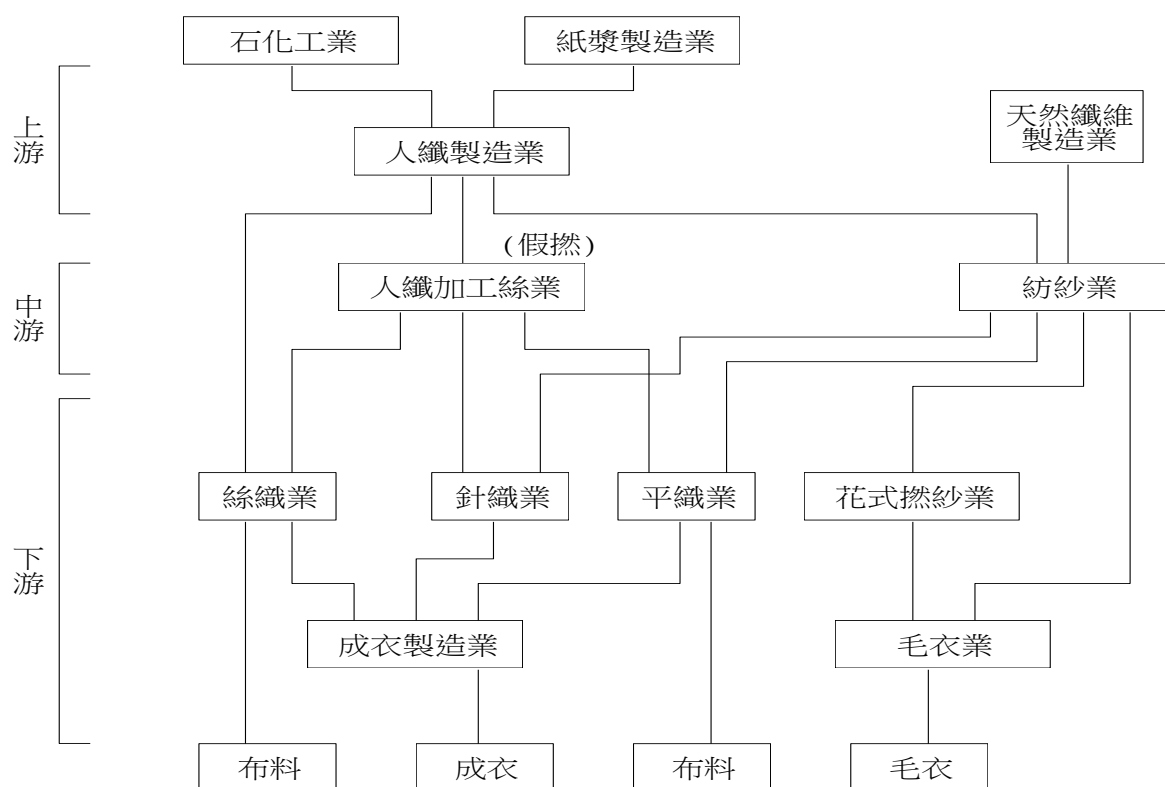 石化工業
紙漿製造業
上游
天然纖維
製造業
人纖製造業
(假撚)
中游
人纖加工絲業
紡紗業
絲織業
針織業
平織業
花式撚紗業
下游
成衣製造業
毛衣業
布料
成衣
布料
毛衣